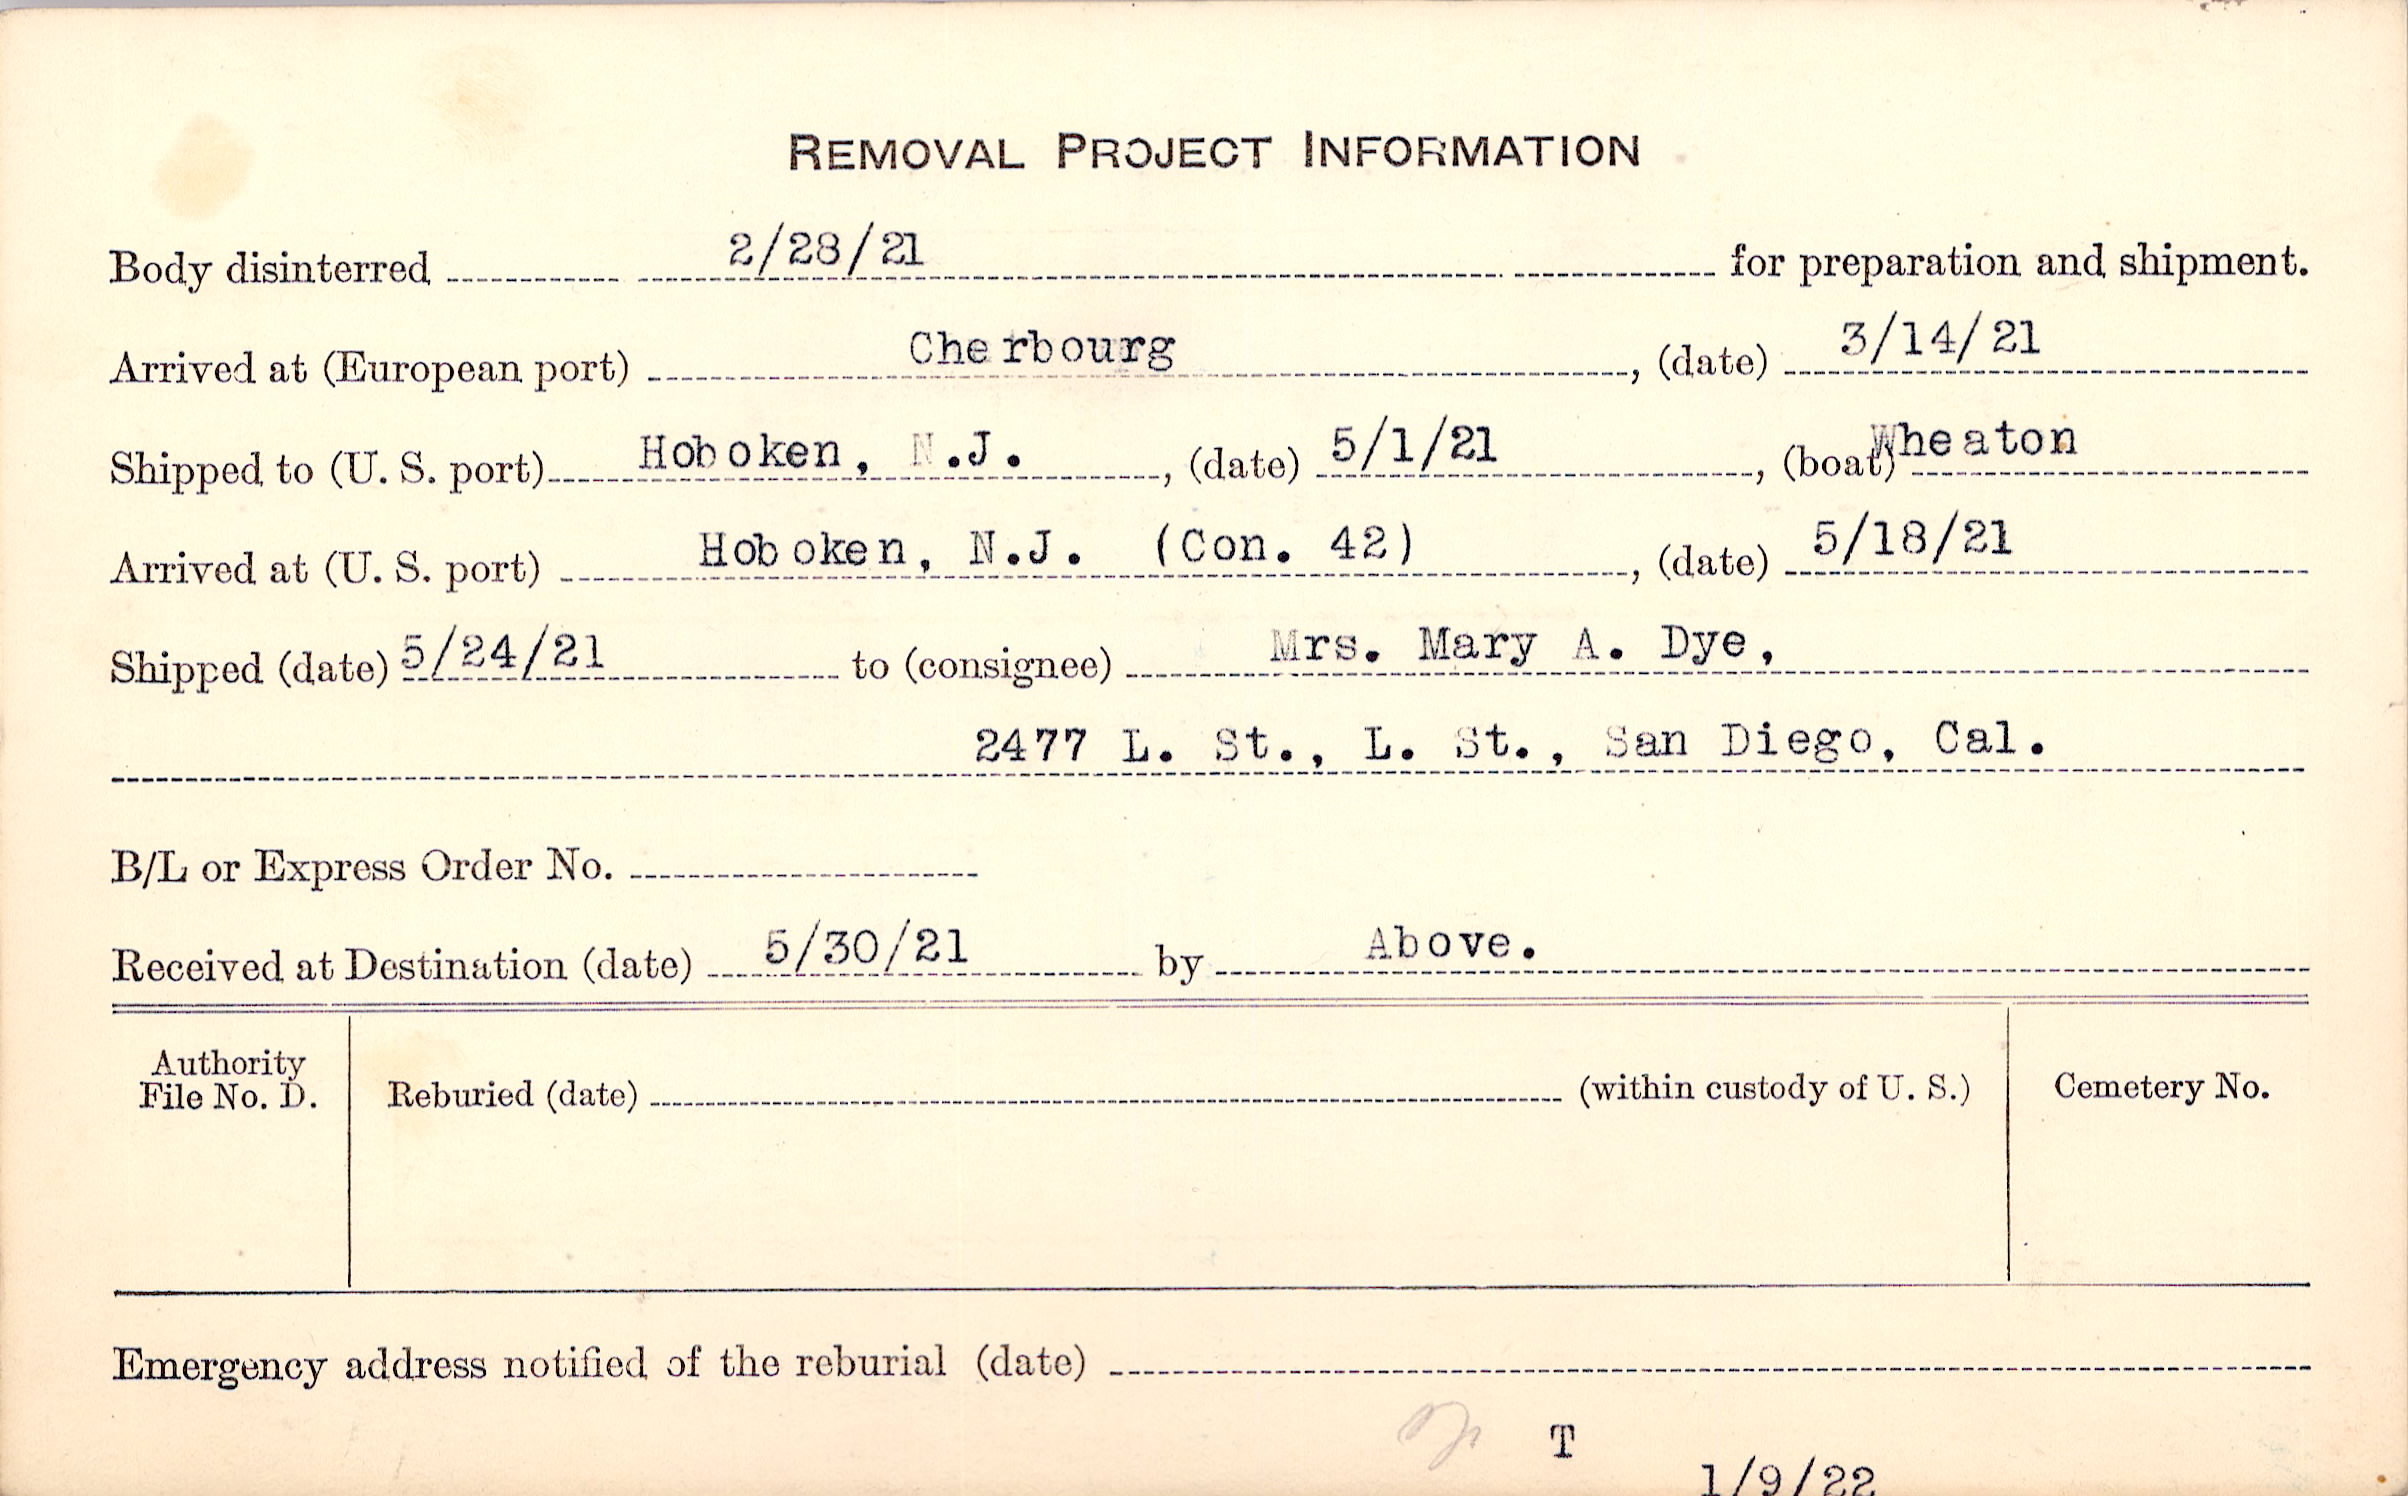 REMOVAL PROJECT INFORMATION
Body disinterred 2/28/21 for preparation and shipment.
Arrived at (European port) Cherbourg, (date) 3/14/21
Shipped to (U. S. port) Hoboken, N.J., (date) 5/1/21, (boat) Wheaton
Arrived at (U. S. port) Hoboken, N.J. (Con. 42), (date) 5/18/21
Shipped (date) 5/24/21 to (consignee) Mrs. Mary A. Dye,
2477 L. St., L. St., San Diego, Cal.
B/L or Express Order No.
Received at Destination (date) 5/30/21 by Above.
Authority
File No. D.
Reburied (date) (within custody of U. S.)
Cemetery No.
Emergency address notified of the reburial (date)
T
1/9/22